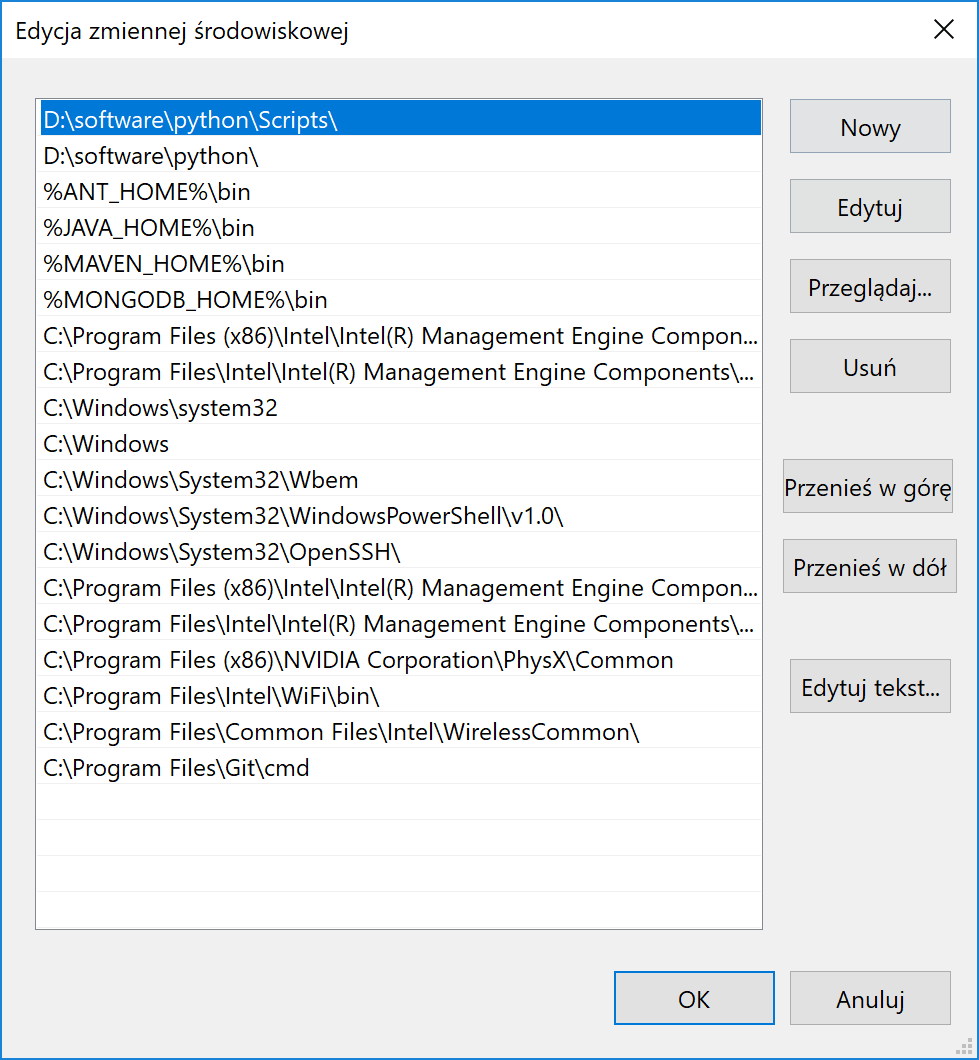 Edycja zmiennej środowiskowej
D:\software\python\Scripts\
D:\software\python\
%ANT_HOME%\bin
%JAVA_HOME%\bin
%MAVEN_HOME%\bin
%MONGODB_HOME%\bin
C:\Program Files (x86)\Intel\Intel(R) Management Engine Compon...
C:\Program Files\Intel\Intel(R) Management Engine Components\...
C:\Windows\system32
C:\Windows
C:\Windows\System32\Wbem
C:\Windows\System32\WindowsPowerShell\v1.0\
C:\Windows\System32\OpenSSH\
C:\Program Files (x86)\Intel\Intel(R) Management Engine Compon...
C:\Program Files\Intel\Intel(R) Management Engine Components\...
C:\Program Files (x86)\NVIDIA Corporation\PhysX\Common
C:\Program Files\Intel\WiFi\bin\
C:\Program Files\Common Files\Intel\WirelessCommon\
C:\Program Files\Git\cmd
Nowy
Edytuj
Przeglądaj...
Usuń
Przenieś w górę
Przenieś w dół
Edytuj tekst...
OK
Anuluj